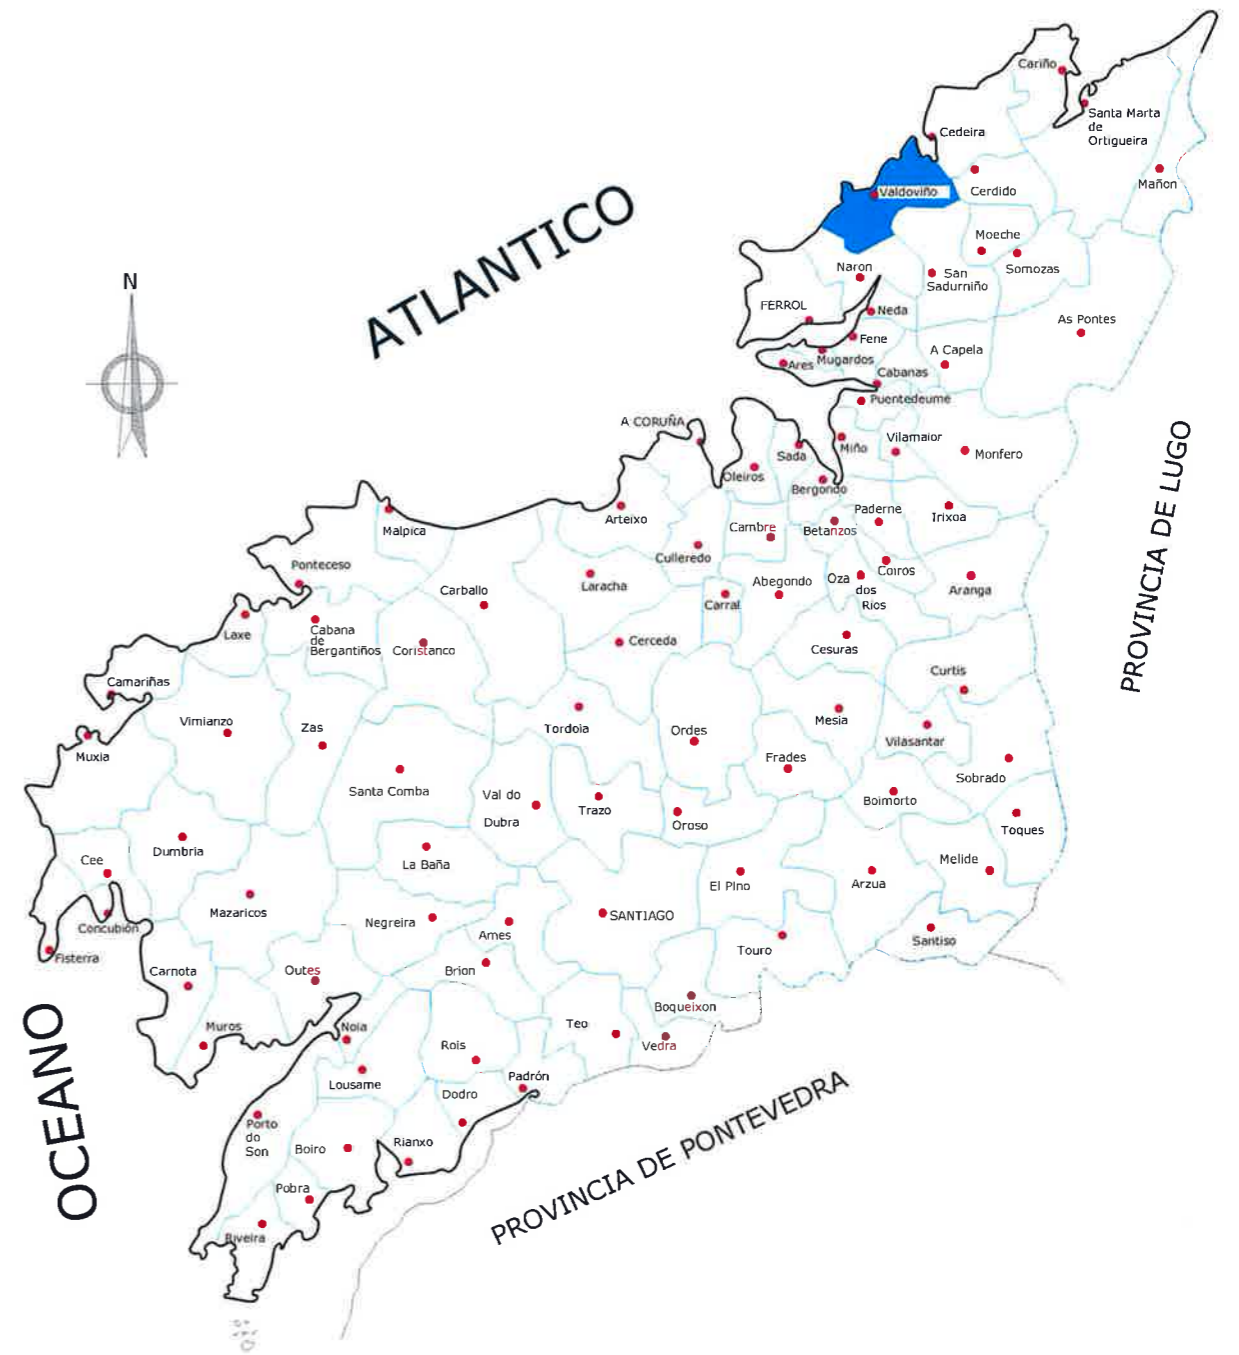 Cariño
Santa Marta
de
Ortigueira
Cedeira
Mañon
Cerdido
Valdoviño
ATLANTICO
Moeche
Somozas
N
Naron
San
Sadurniño
FERROL
Neda
As Pontes
Fene
A Capela
Mugardos
Ares
Cabanas
Puentedeume
A CORUÑA
Miño
Vilamaior
Monfero
Sada
Oleiros
Bergondo
PROVINCIA DE LUGO
Malpica
Arteixo
Cambre
Betanzos
Paderne
Irixoa
Culleredo
Ponteceso
Laracha
Carballo
Carral
Abegondo
Oza
dos
Rios
Coiros
Aranga
Laxe
Cabana
de
Bergantiños
Coristanco
Cerceda
Cesuras
Curtis
Camariñas
Vimianzo
Zas
Tordoia
Ordes
Mesia
Vilasantar
Muxia
Frades
Sobrado
Santa Comba
Val do
Dubra
Trazo
Oroso
Boimorto
Toques
Dumbria
Cee
La Baña
El PIno
Arzua
Melide
Mazaricos
Negreira
Ames
SANTIAGO
Concubión
Touro
Santiso
Fisterra
Carnota
Outes
Brion
Boqueixon
OCEANO
Muros
Noia
Teo
Vedra
Rois
Lousame
Padrón
Dodro
Porto
do
Son
Boiro
Rianxo
PROVINCIA DE PONTEVEDRA
Pobra
Riveira